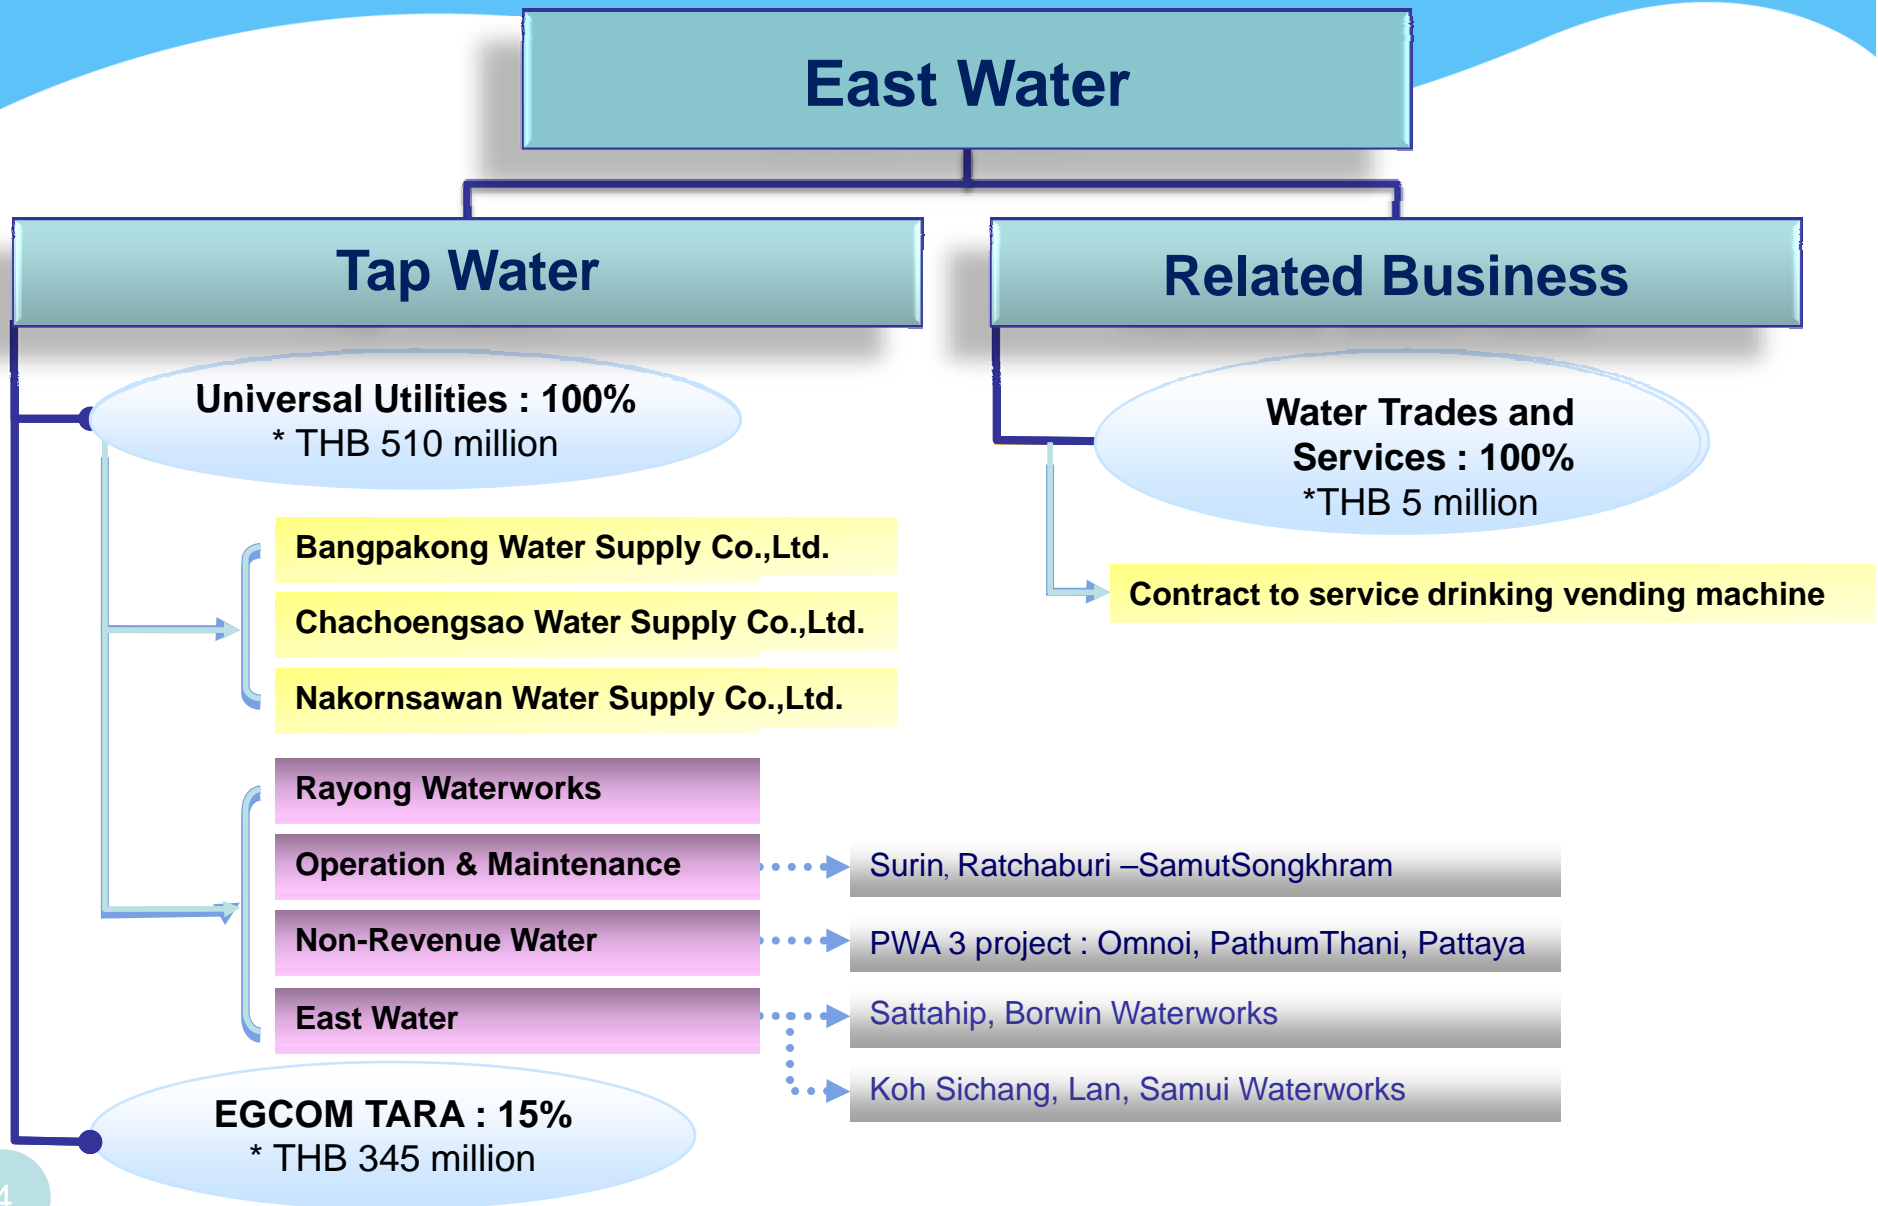 East Water
Tap Water
Related Business
Universal Utilities : 100%
* THB 510 million
Water Trades and
Services : 100%
*THB 5 million
Bangpakong Water Supply Co.,Ltd.
Chachoengsao Water Supply Co.,Ltd.
Nakornsawan Water Supply Co.,Ltd.
Contract to service drinking vending machine
Rayong Waterworks
Operation & Maintenance
Surin, Ratchaburi –SamutSongkhram
Non-Revenue Water
PWA 3 project : Omnoi, PathumThani, Pattaya
East Water
Sattahip, Borwin Waterworks
Koh Sichang, Lan, Samui Waterworks
EGCOM TARA : 15%
* THB 345 million
4